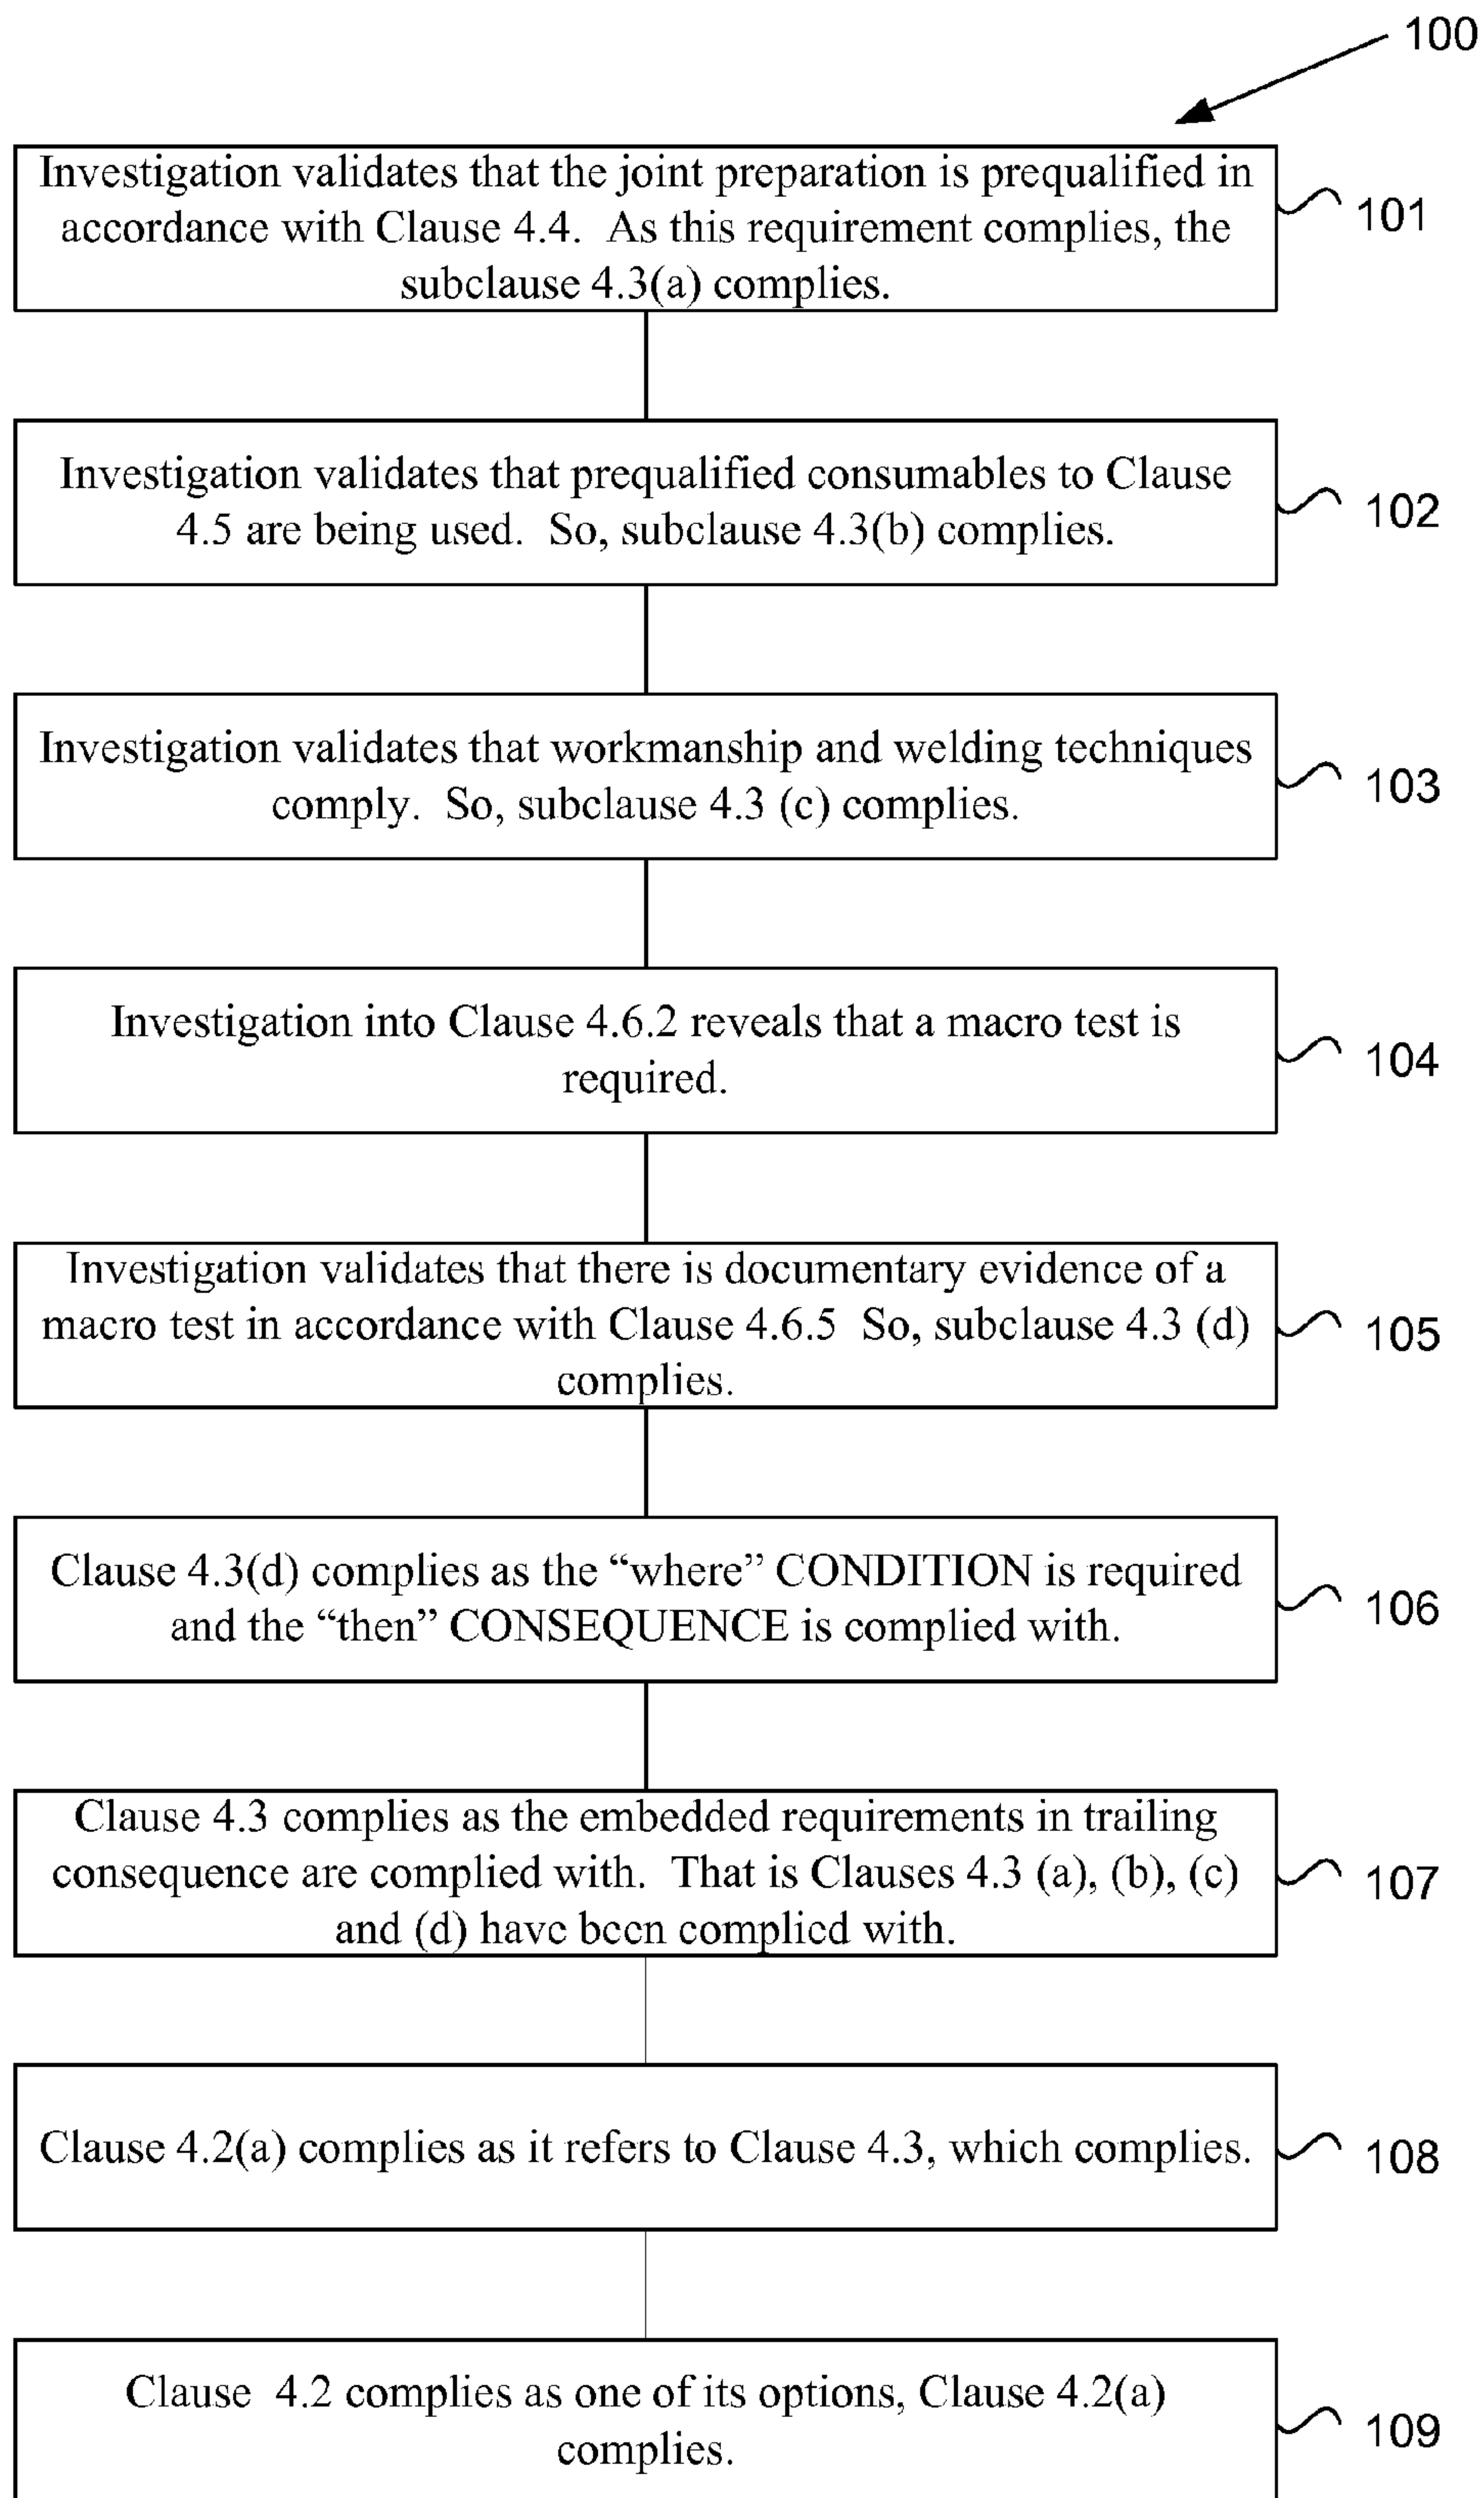 100
Investigation validates that the joint preparation is prequalified in
accordance with Clause 4.4. As this requirement complies, the
subclause 4.3(a) complies.
101
Investigation validates that prequalified consumables to Clause
4.5 are being used. So, subclause 4.3(b) complies.
102
Investigation validates that workmanship and welding techniques
comply. So, subclause 4.3 (c) complies.
103
Investigation into Clause 4.6.2 reveals that a macro test is
required.
104
Investigation validates that there is documentary evidence of a
macro test in accordance with Clause 4.6.5 So, subclause 4.3 (d)
complies.
105
Clause 4.3(d) complies as the “where” CONDITION is required
and the “then” CONSEQUENCE is complied with.
106
Clause 4.3 complies as the embedded requirements in trailing
consequence are complied with. That is Clauses 4.3 (a), (b), (c)
and (d) have been complied with.
107
Clause 4.2(a) complies as it refers to Clause 4.3, which complies.
108
Clause 4.2 complies as one of its options, Clause 4.2(a)
complies.
109